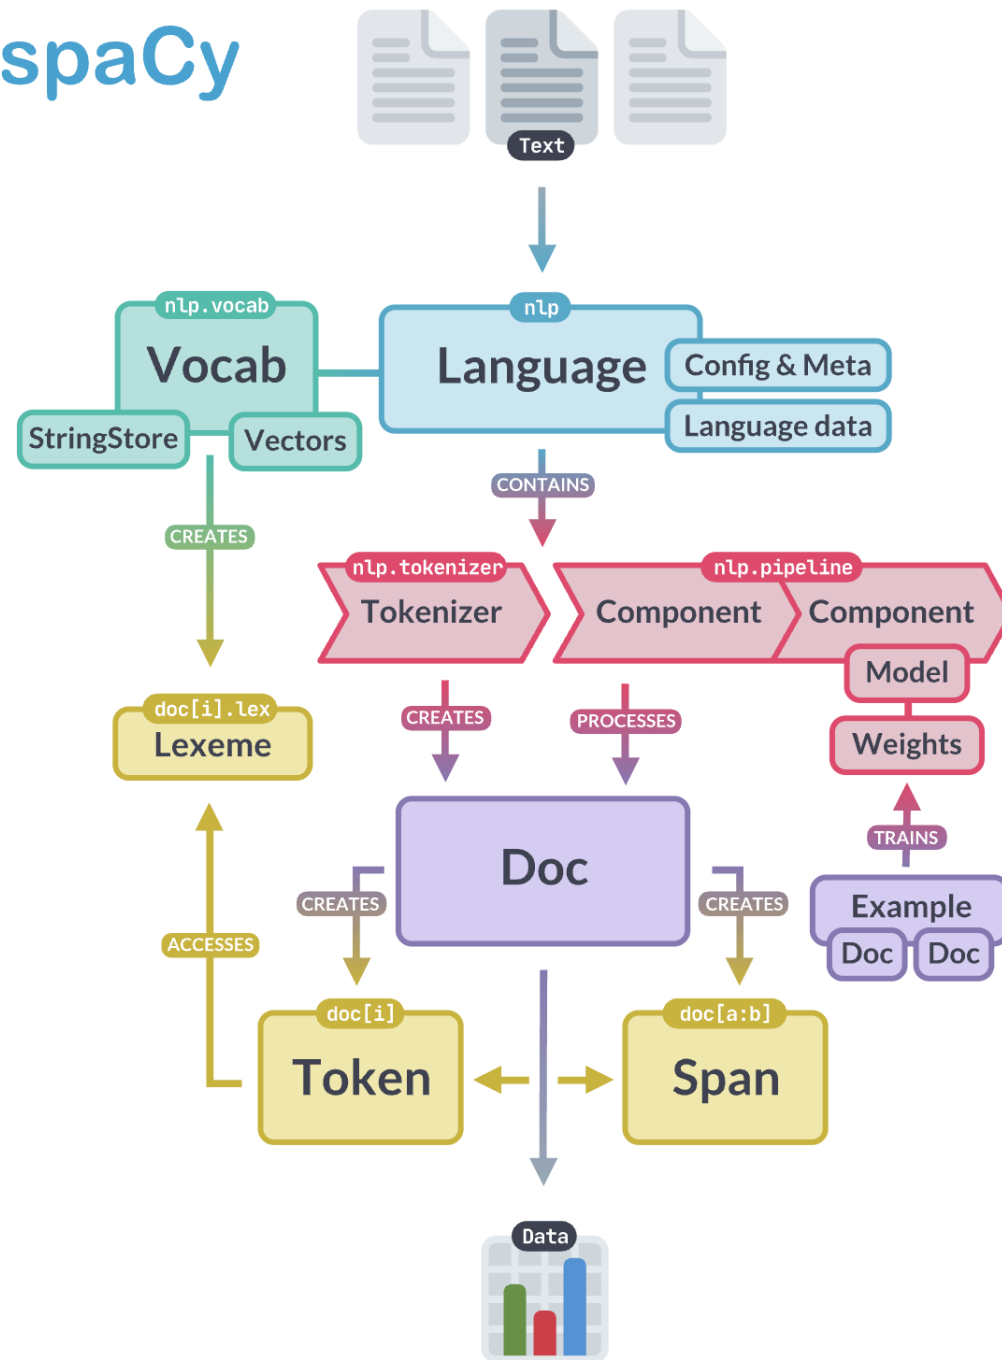 spaCy
Text
nlp.vocab
Vocab
StringStore
Vectors
nlp
Language
Config & Meta
Language data
CONTAINS
CREATES
nlp.tokenizer
Tokenizer
nlp.pipeline
Component
Component
Model
Weights
doc[i].lex
Lexeme
CREATES
PROCESSES
TRAINS
Doc
Example
Doc
Doc
CREATES
CREATES
ACCESSES
doc[i]
Token
doc[a:b]
Span
Data